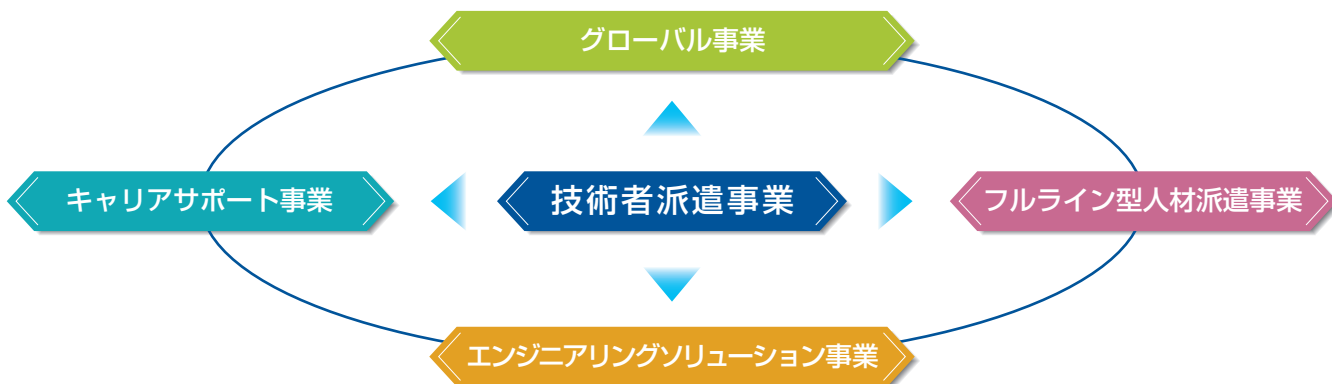 グローバル事業
キャリアサポート事業
技術者派遣事業
フルライン型人材派遣事業
エンジニアリングソリューション事業